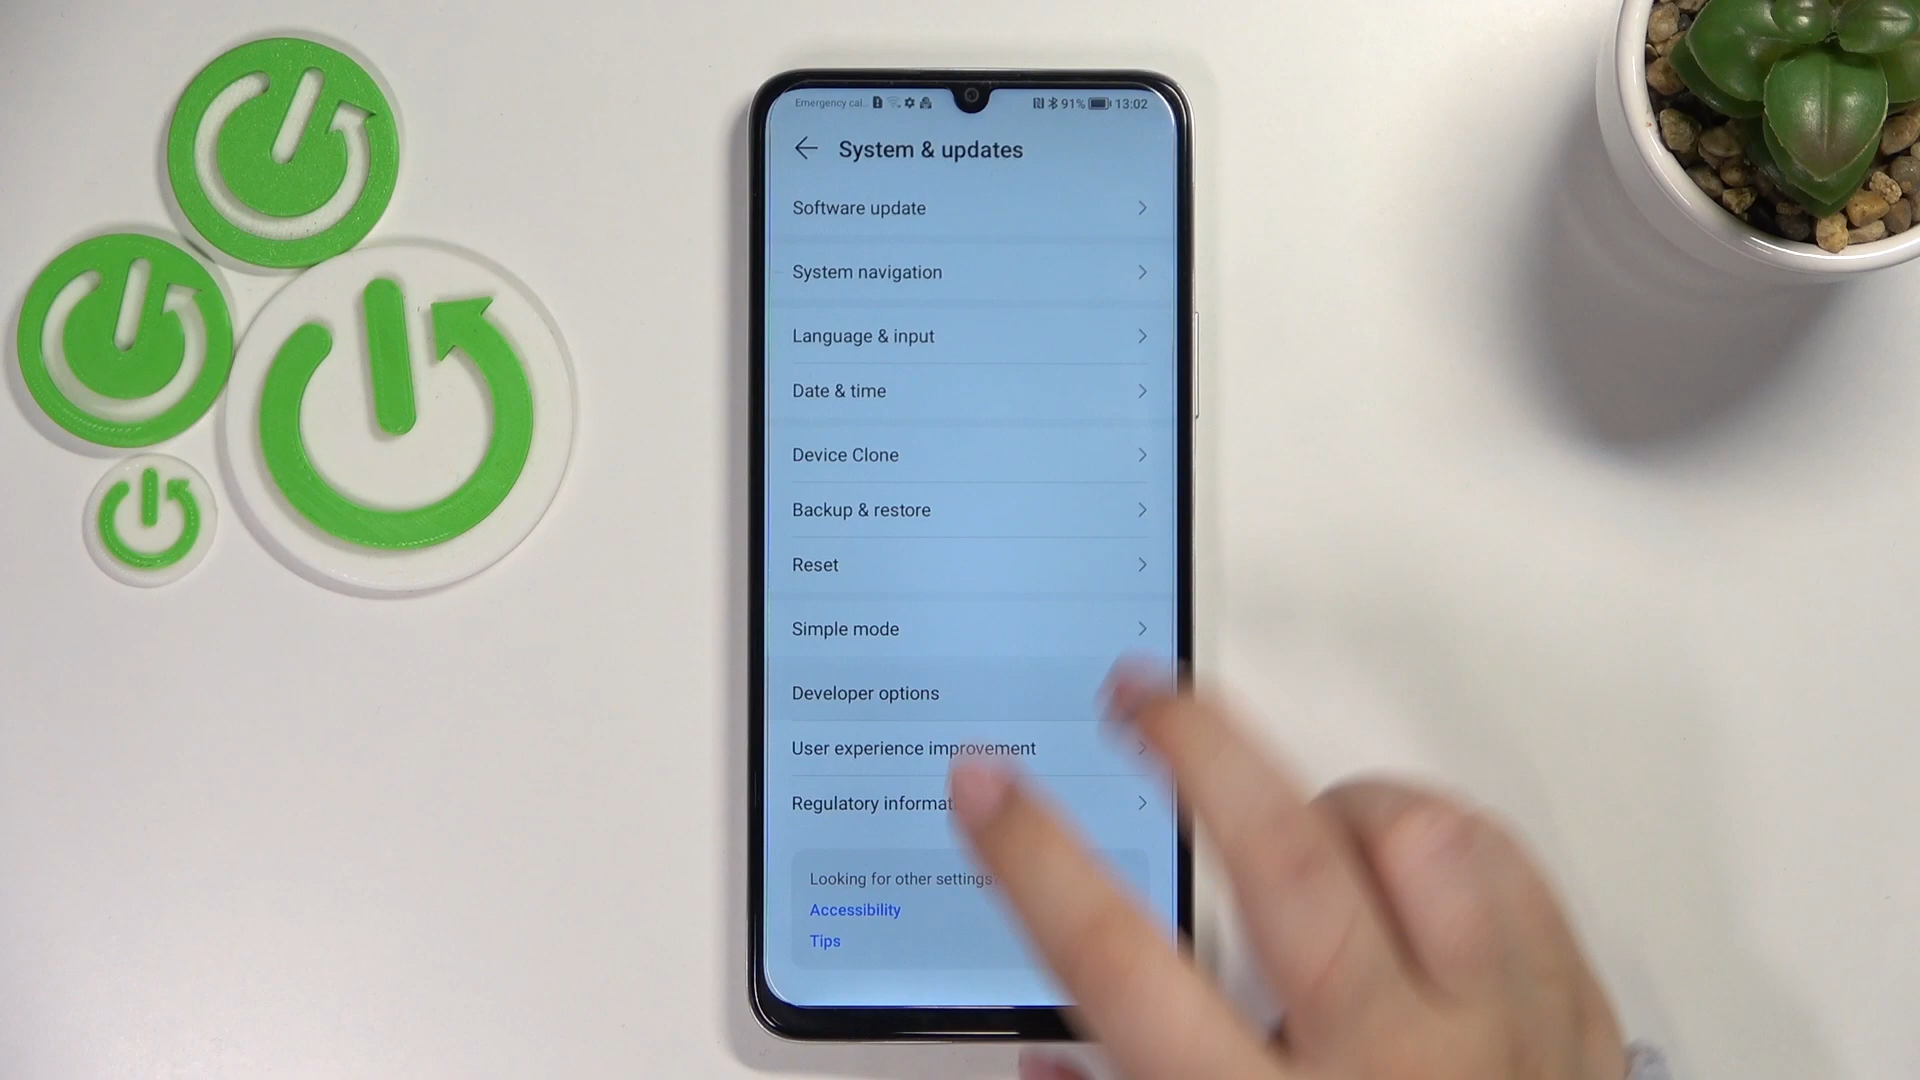 Emergency cal.. 91% 13:02
System & updates
Software update
System navigation
Language & input
Date & time
Device Clone
Backup & restore
Reset
Simple mode
Developer options
User experience improvement
Regulatory informat
Looking for other settings?
Accessibility
Tips